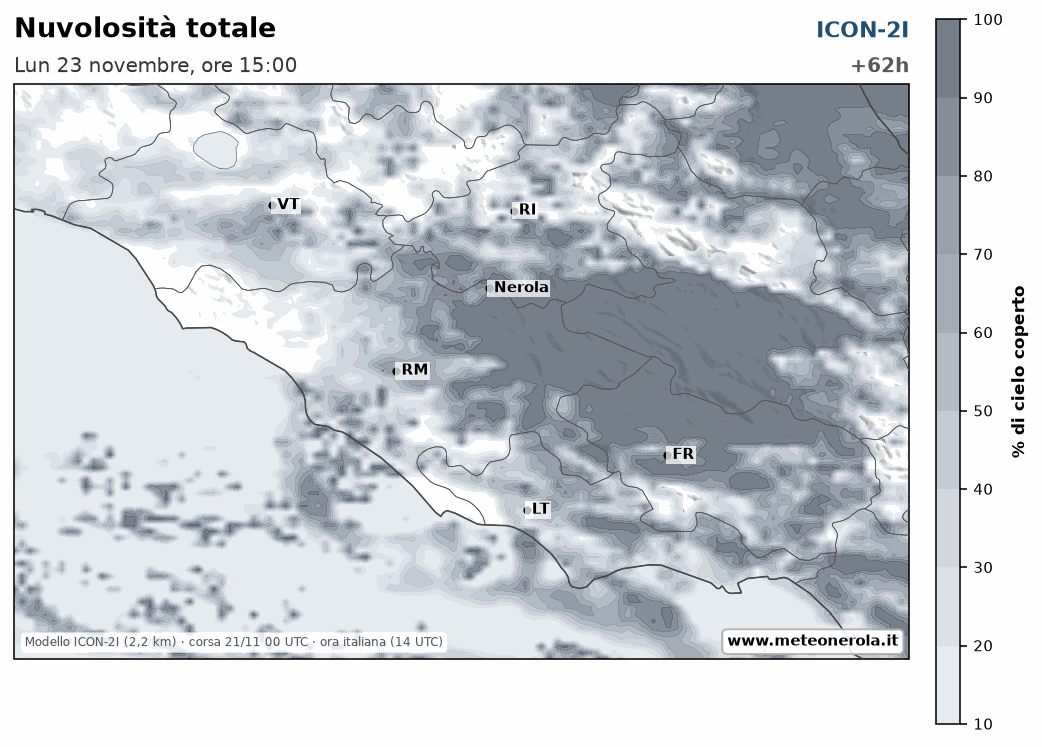 Nuvolosità totale
ICON-2I
Lun 23 novembre, ore 15:00
+62h
100
90
80
70
60
50
40
30
20
10
% di cielo coperto
VT
RI
Nerola
RM
FR
LT
Modello ICON-2I (2,2 km) · corsa 21/11 00 UTC · ora italiana (14 UTC)
www.meteonerola.it